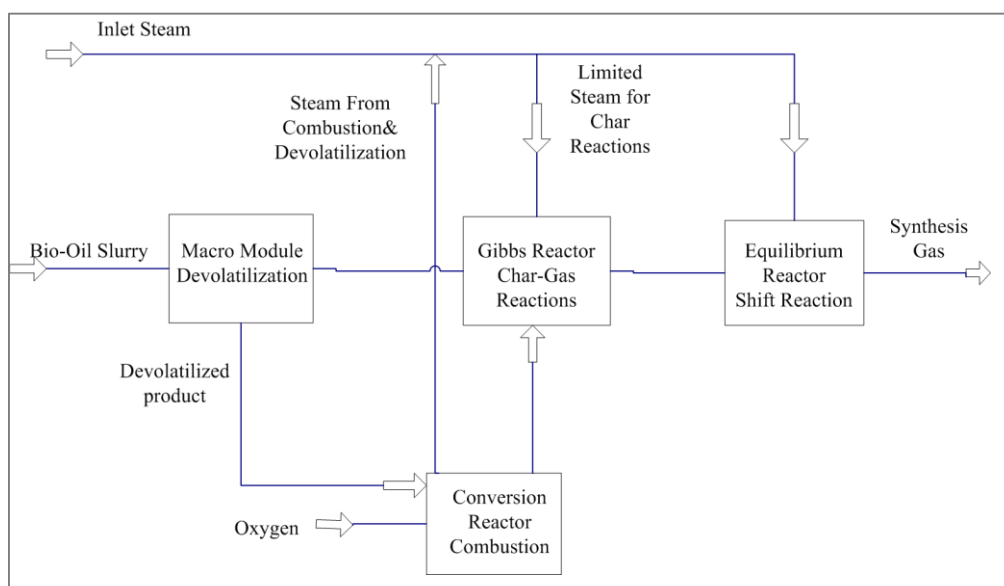 Inlet Steam
Steam From
Combustion&
Devolatilization
Limited
Steam for
Char
Reactions
Bio-Oil Slurry
Macro Module
Devolatilization
Gibbs Reactor
Char-Gas
Reactions
Equilibrium
Reactor
Shift Reaction
Synthesis
Gas
Devolatilized
product
Oxygen
Conversion
Reactor
Combustion